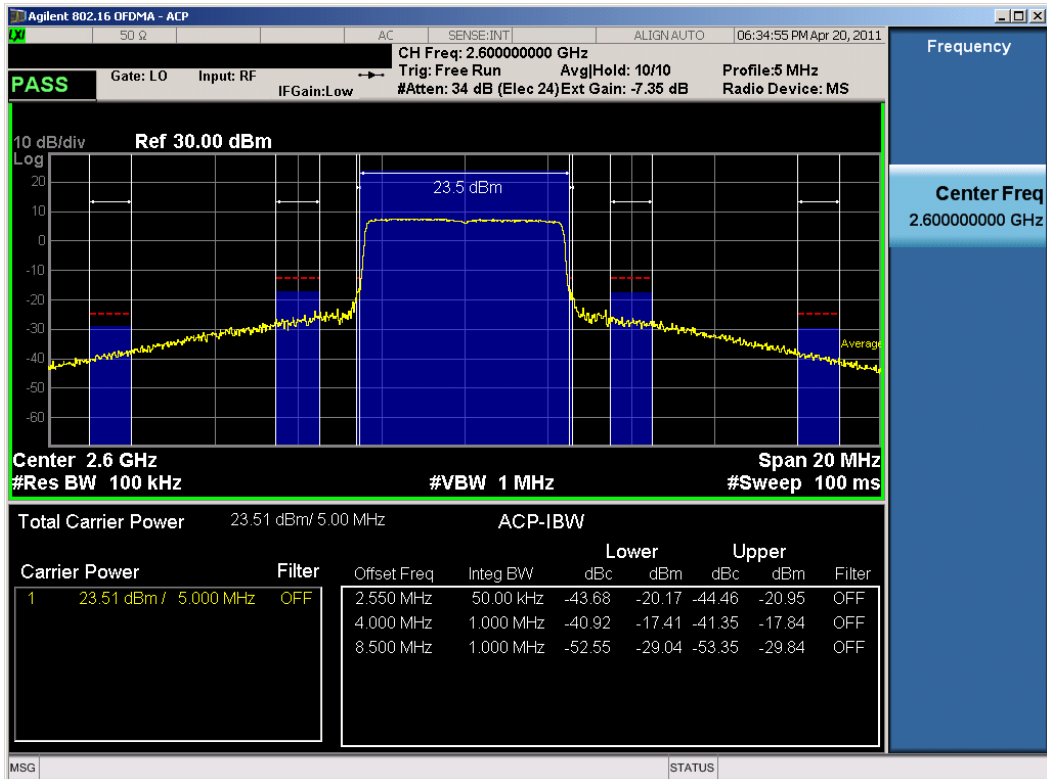 Agilent 802.16 OFDMA - ACP
LXI 50 Ω AC SENSE:INT ALIGN AUTO 06:34:55 PM Apr 20, 2011
CH Freq: 2.600000000 GHz
PASS Gate: LO Input: RF Trig: Free Run Avg|Hold: 10/10 Profile:5 MHz
IFGain:Low #Atten: 34 dB (Elec 24) Ext Gain: -7.35 dB Radio Device: MS
Frequency
Center Freq
2.600000000 GHz
10 dB/div Ref 30.00 dBm
Log
20
23.5 dBm
10
0
-10
-20
-30
Average
-40
-50
-60
Center 2.6 GHz Span 20 MHz
#Res BW 100 kHz #VBW 1 MHz #Sweep 100 ms
Total Carrier Power 23.51 dBm/ 5.00 MHz ACP-IBW
Lower Upper
Carrier Power Filter Offset Freq Integ BW dBc dBm dBc dBm Filter
1 23.51 dBm / 5.000 MHz OFF 2.550 MHz 50.00 kHz -43.68 -20.17 -44.46 -20.95 OFF
4.000 MHz 1.000 MHz -40.92 -17.41 -41.35 -17.84 OFF
8.500 MHz 1.000 MHz -52.55 -29.04 -53.35 -29.84 OFF
MSG STATUS